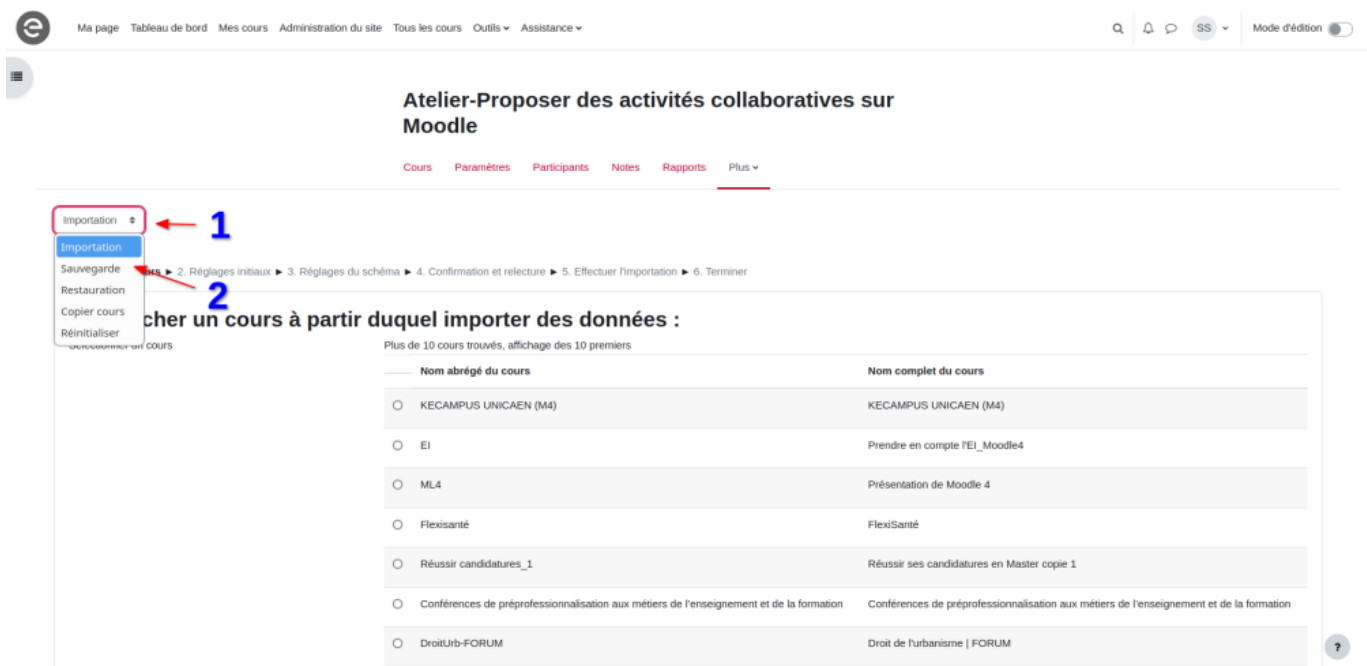 e
Ma page Tableau de bord Mes cours Administration du site Tous les cours Outils Assistance SS Mode d'édition
Atelier-Proposer des activités collaboratives sur
Moodle
Cours Paramètres Participants Notes Rapports Plus
Importation 1
Importation
Sauvegarde
rs ► 2. Réglages initiaux ► 3. Réglages du schéma ► 4. Confirmation et relecture ► 5. Effectuer l'importation ► 6. Terminer
Restauration 2
Copier cours
cher un cours à partir duquel importer des données :
Réinitialiser
un cours Plus de 10 cours trouvés, affichage des 10 premiers
Nom abrégé du cours Nom complet du cours
KECAMPUS UNICAEN (M4) KECAMPUS UNICAEN (M4)
EI Prendre en compte l'EI_Moodle4
ML4 Présentation de Moodle 4
Flexisanté FlexiSanté
Réussir candidatures_1 Réussir ses candidatures en Master copie 1
Conférences de préprofessionnalisation aux métiers de l'enseignement et de la formation Conférences de préprofessionnalisation aux métiers de l'enseignement et de la formation
DroitUrb-FORUM Droit de l'urbanisme | FORUM
?